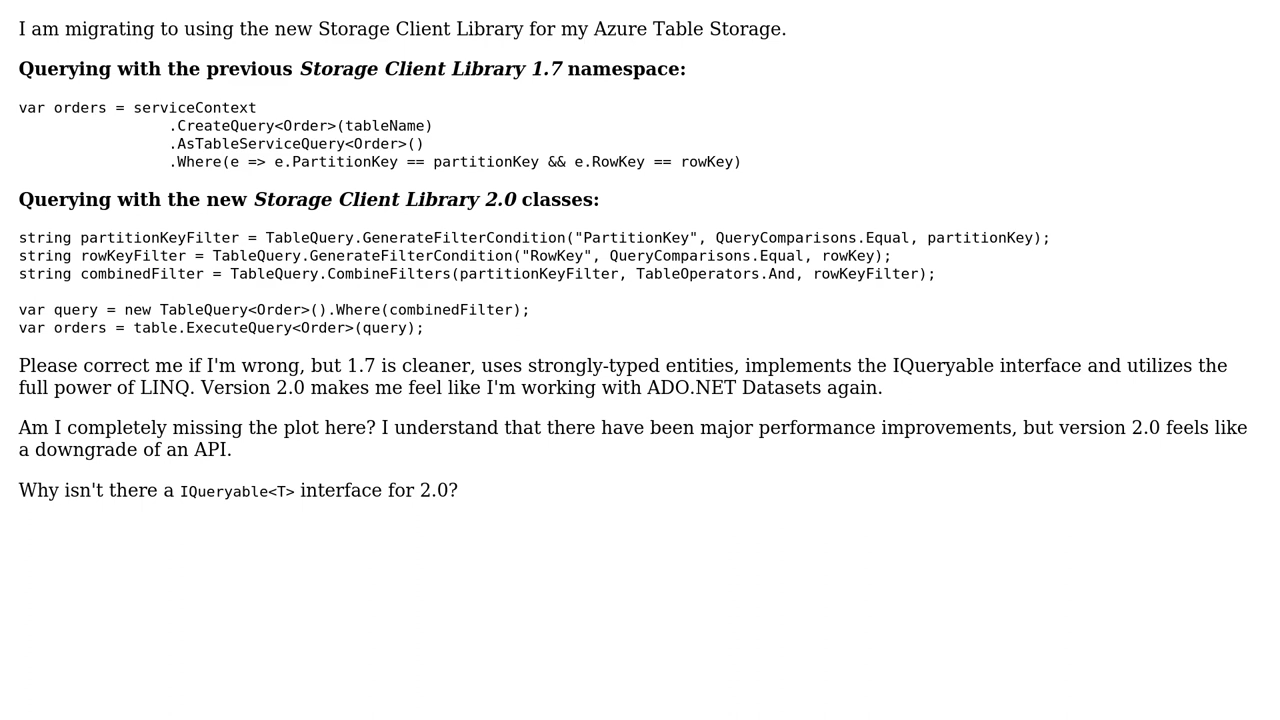 I am migrating to using the new Storage Client Library for my Azure Table Storage.
Querying with the previous Storage Client Library 1.7 namespace:
var orders = serviceContext
.CreateQuery<Order>(tableName)
.AsTableServiceQuery<Order>()
.Where(e => e.PartitionKey == partitionKey && e.RowKey == rowKey)
Querying with the new Storage Client Library 2.0 classes:
string partitionKeyFilter = TableQuery.GenerateFilterCondition("PartitionKey", QueryComparisons.Equal, partitionKey);
string rowKeyFilter = TableQuery.GenerateFilterCondition("RowKey", QueryComparisons.Equal, rowKey);
string combinedFilter = TableQuery.CombineFilters(partitionKeyFilter, TableOperators.And, rowKeyFilter);
var query = new TableQuery<Order>().Where(combinedFilter);
var orders = table.ExecuteQuery<Order>(query);
Please correct me if I'm wrong, but 1.7 is cleaner, uses strongly-typed entities, implements the IQueryable interface and utilizes the
full power of LINQ. Version 2.0 makes me feel like I'm working with ADO.NET Datasets again.
Am I completely missing the plot here? I understand that there have been major performance improvements, but version 2.0 feels like
a downgrade of an API.
Why isn't there a IQueryable<T> interface for 2.0?